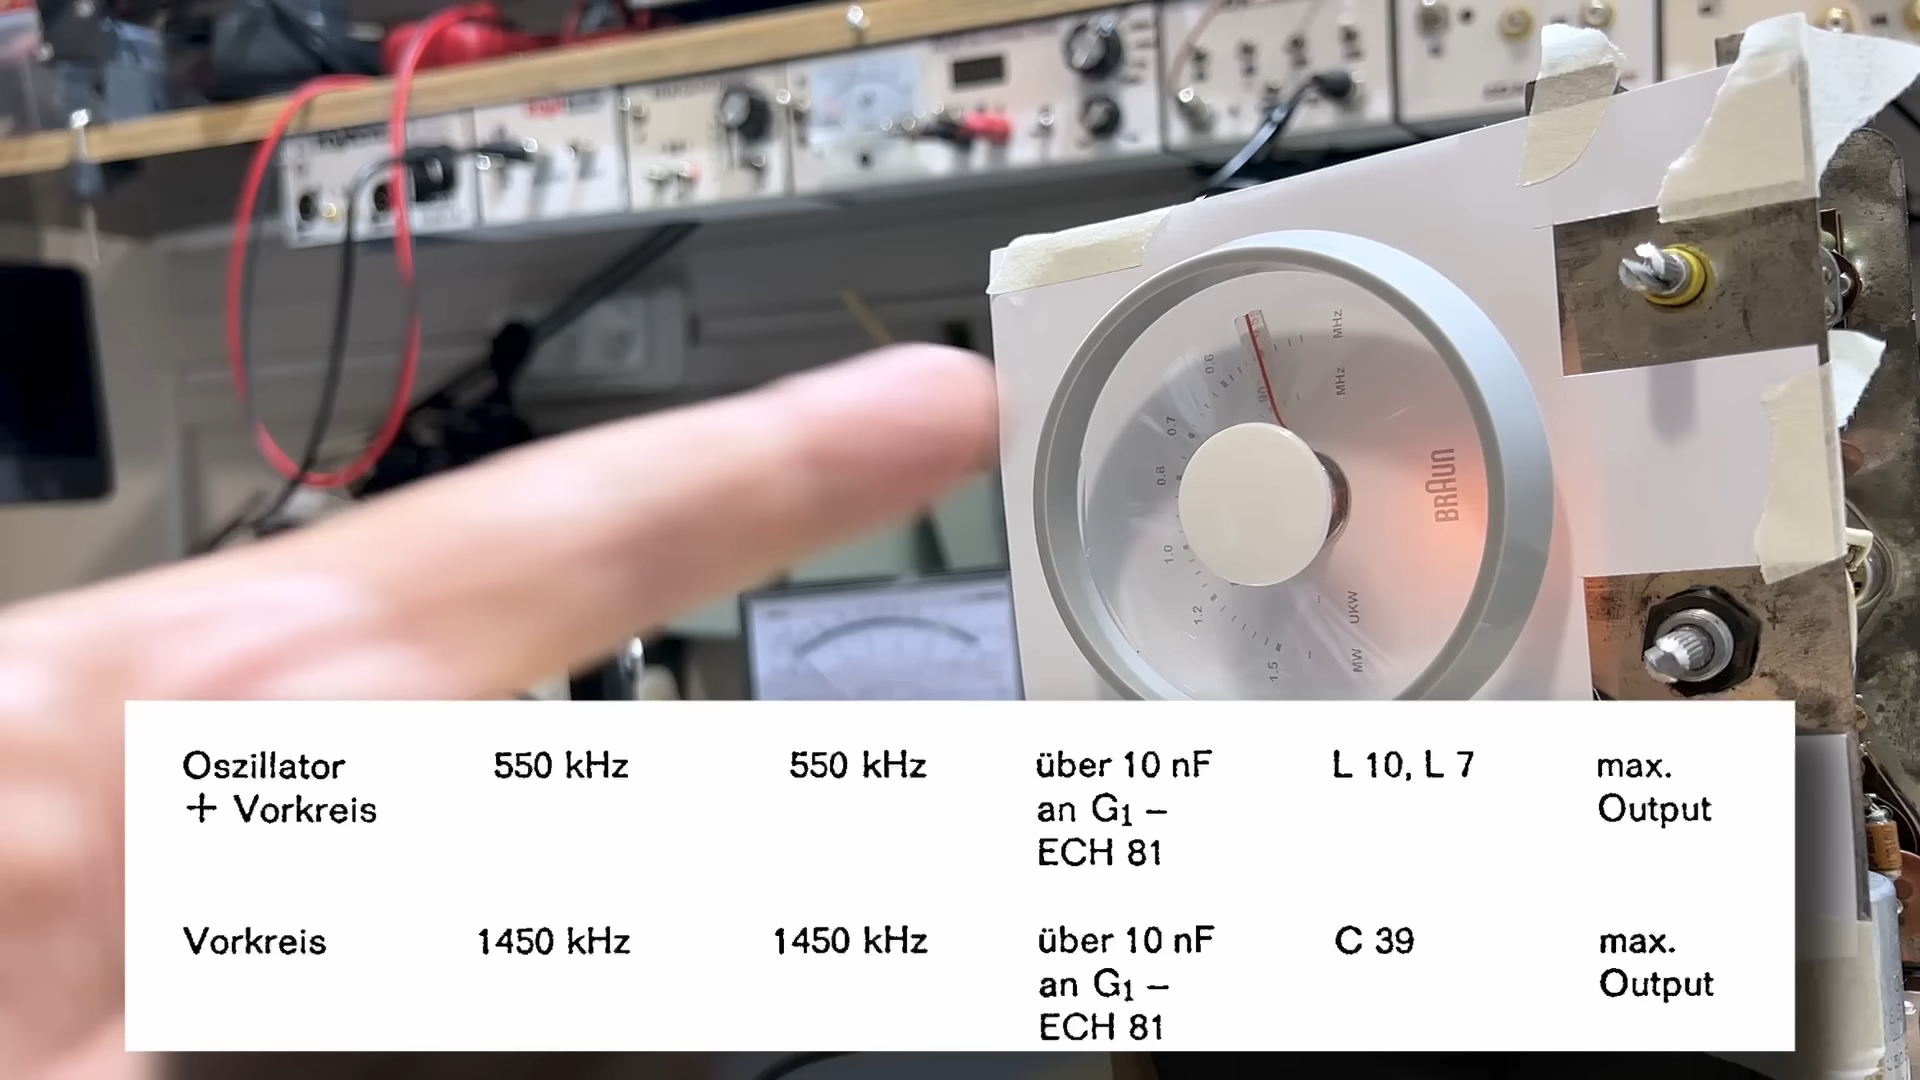 MHz
0.6
MHz
90
0.7
0.8
BRAUN
1.0
1.2
UKW
MW
1.5
Oszillator 550 kHz 550 kHz über 10 nF L 10, L 7 max.
+ Vorkreis an G1 – Output
ECH 81
Vorkreis 1450 kHz 1450 kHz über 10 nF C 39 max.
an G1 – Output
ECH 81